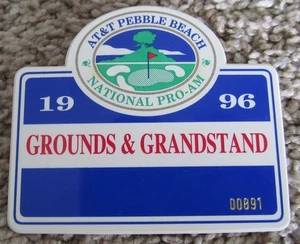 AT&T PEBBLE BEACH
NATIONAL PRO-AM
19 96
GROUNDS & GRANDSTAND
00891